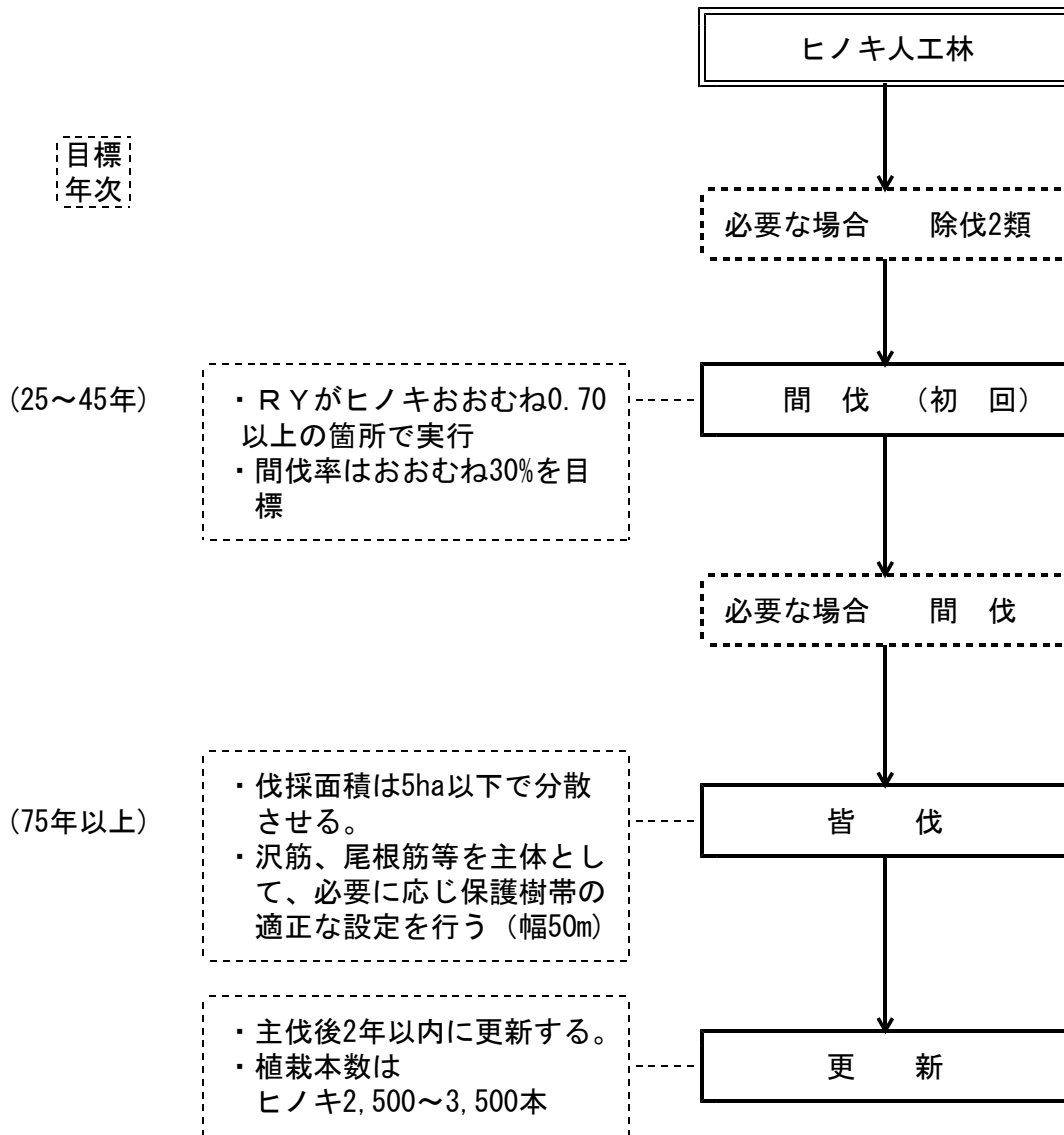 ヒノキ人工林
目標
年次
必要な場合　　除伐2類
(25～45年)
・ＲＹがヒノキおおむね0.70
以上の箇所で実行
・間伐率はおおむね30%を目
標
間　伐　（初　回）
必要な場合　　間　伐
(75年以上)
・伐採面積は5ha以下で分散
させる。
・沢筋、尾根筋等を主体とし
て、必要に応じ保護樹帯の
適正な設定を行う（幅50m）
皆　　伐
・主伐後2年以内に更新する。
・植栽本数は
ヒノキ2,500～3,500本
更　　新